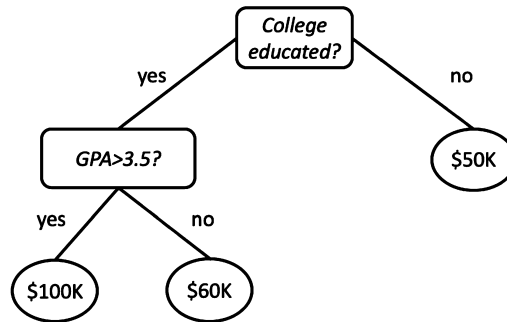 College
educated?
yes
no
GPA>3.5?
$50K
yes
no
$100K
$60K